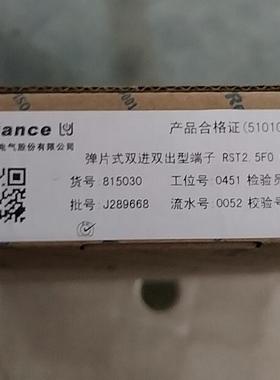 ance
产品合格证(51010
电气股份有限公司
弹片式双进双出型端子 RST2.5F0
货号:815030
工位号:0451 检验员
批号:J289668
流水号:0052 校验号